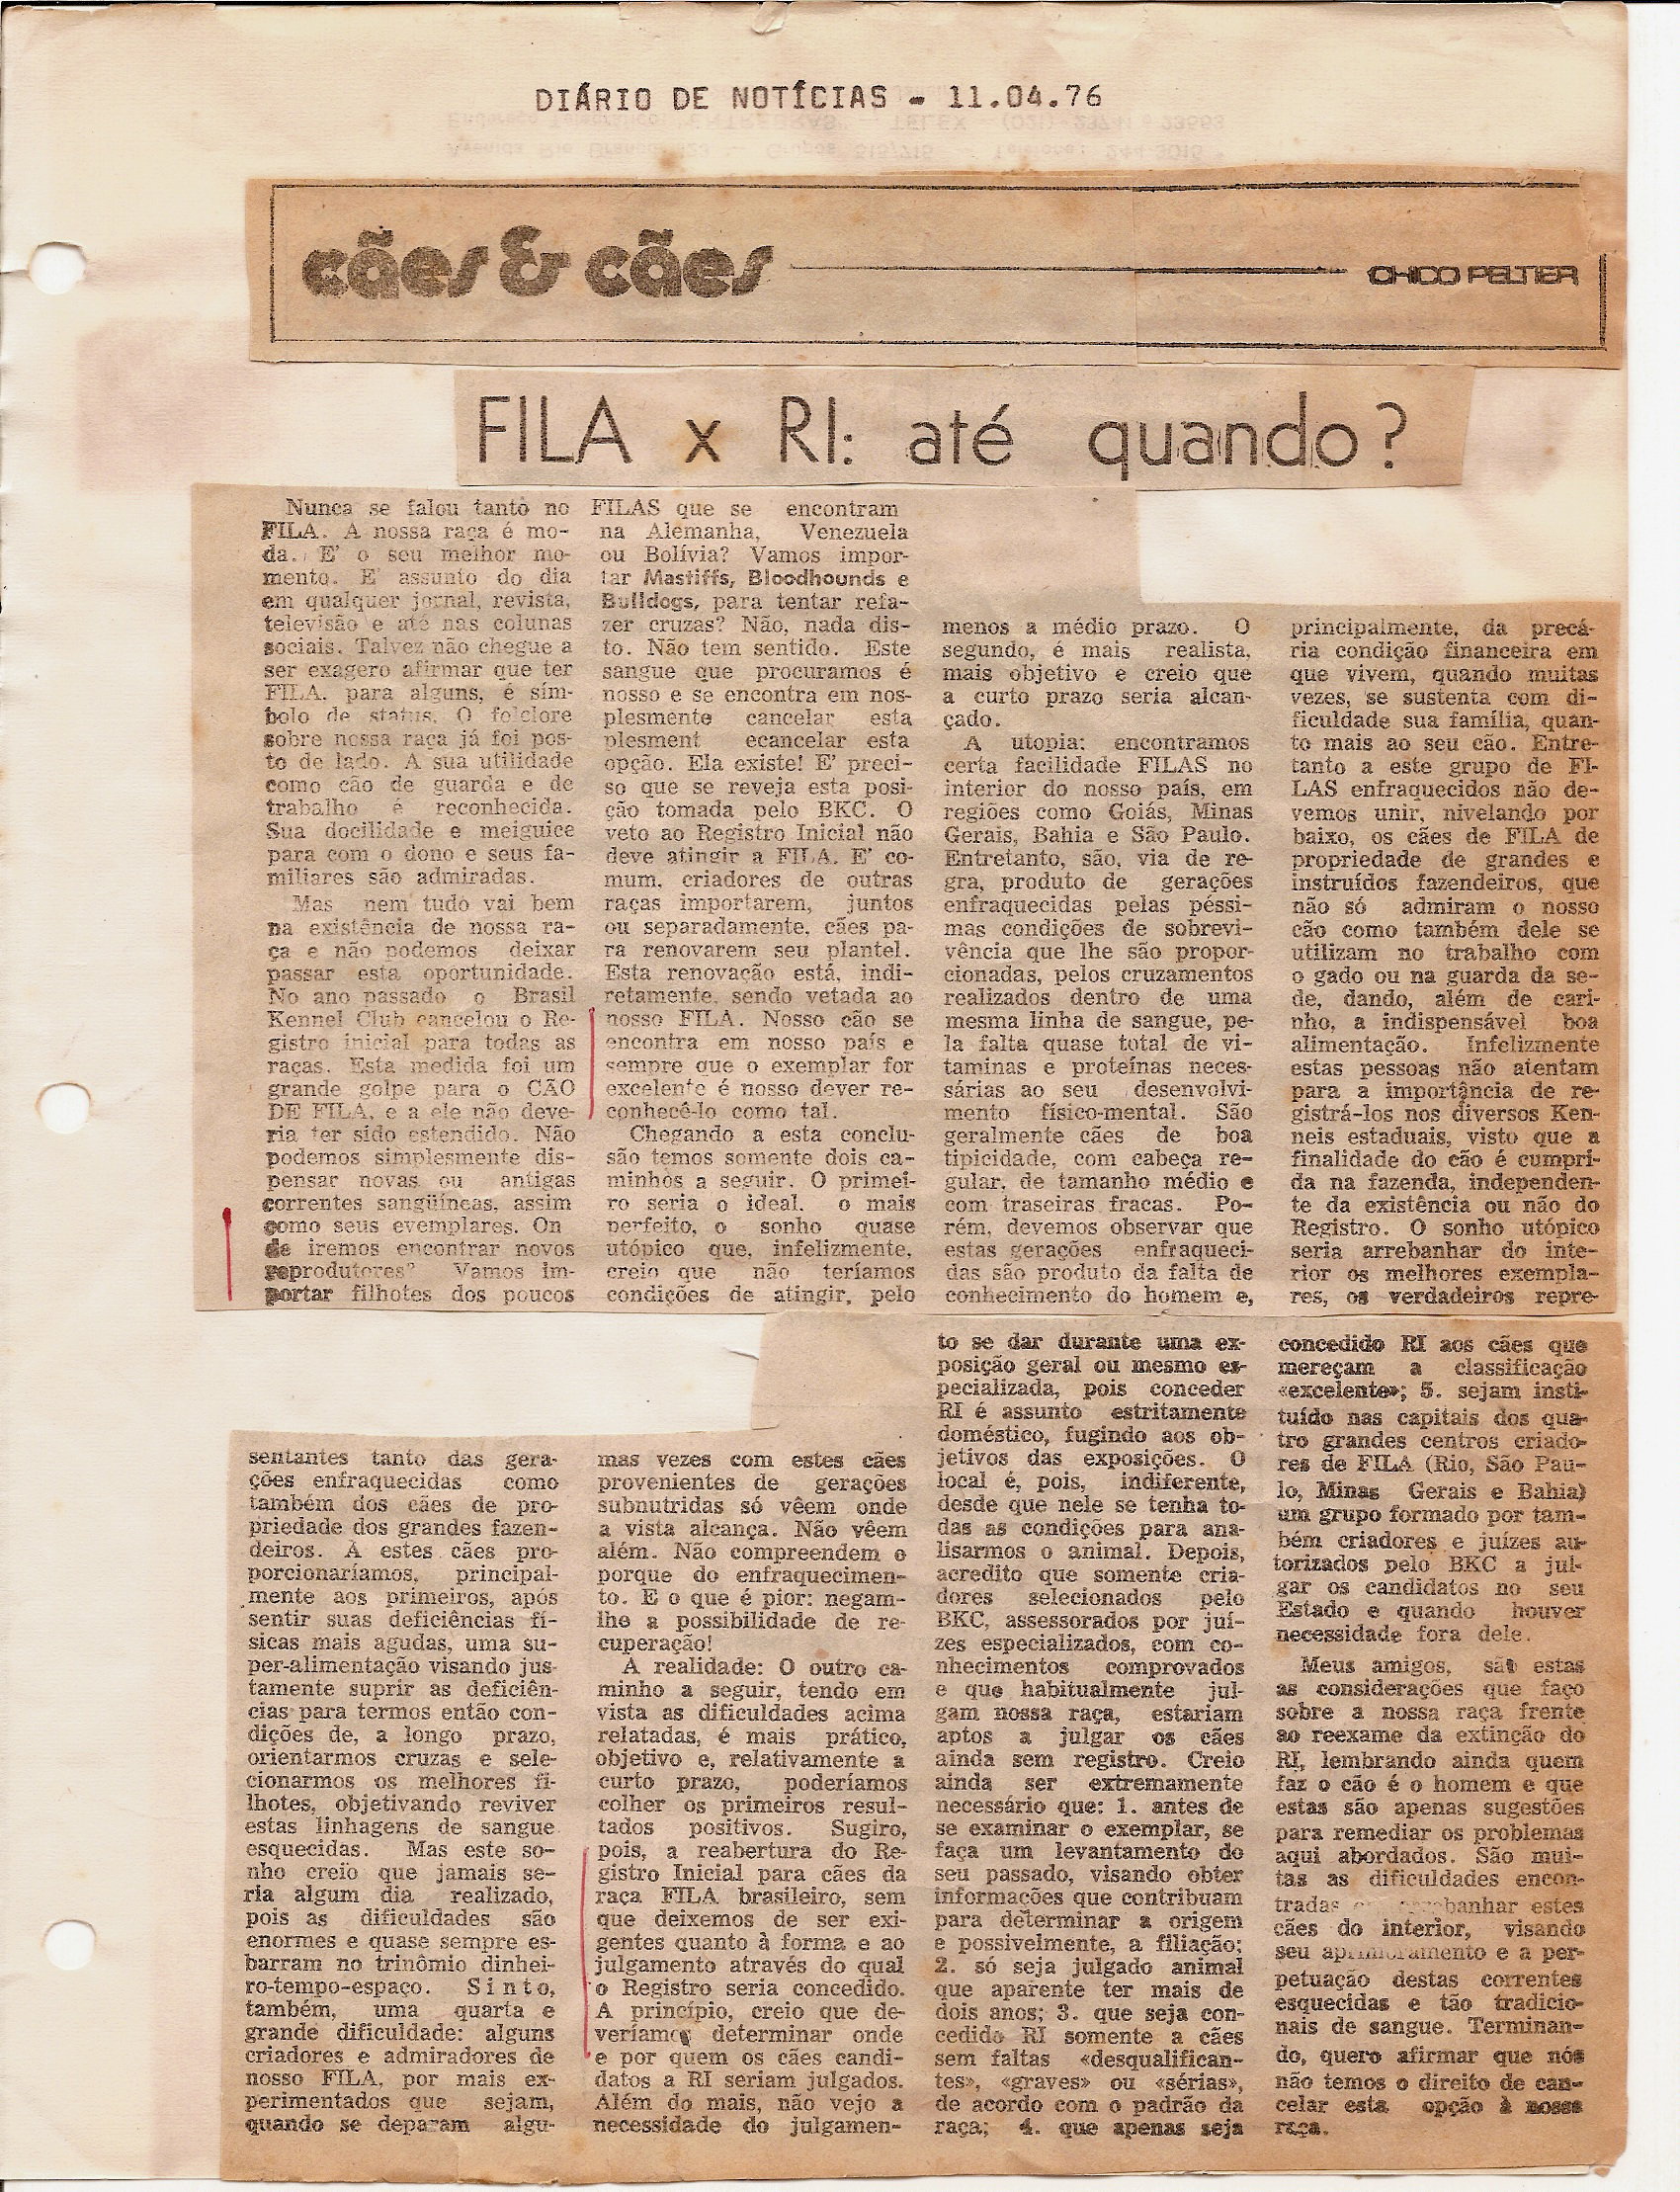 DIÁRIO DE NOTÍCIAS - 11.04.76
cães & cães
CHICO PELTIER
FILA x RI: até quando?
Nunca se falou tanto no
FILA. A nossa raça é mo-
da. E' o seu melhor mo-
mento. E' assunto do dia
em qualquer jornal, revista,
televisão e até nas colunas
sociais. Talvez não chegue a
ser exagero afirmar que ter
FILA. para alguns, é sím-
bolo de status. O folclore
sobre nossa raça já foi pos-
to de lado. A sua utilidade
como cão de guarda e de
trabalho é reconhecida.
Sua docilidade e meiguice
para com o dono e seus fa-
miliares são admiradas.
Mas nem tudo vai bem
na existência de nossa ra-
ça e não podemos deixar
passar esta oportunidade.
No ano passado o Brasil
Kennel Club cancelou o Re-
gistro inicial para todas as
raças. Esta medida foi um
grande golpe para o CÃO
DE FILA, e a ele não deve-
ria ter sido estendido. Não
podemos simplesmente dis-
pensar novas ou antigas
correntes sangüíneas, assim
como seus exemplares. On
de iremos encontrar novos
reprodutores? Vamos im-
portar filhotes dos poucos
FILAS que se encontram
na Alemanha, Venezuela
ou Bolívia? Vamos impor-
tar Mastiffs, Bloodhounds e
Bulldogs, para tentar refa-
zer cruzas? Não, nada dis-
to. Não tem sentido. Este
sangue que procuramos é
nosso e se encontra em nos-
plesmente cancelar esta
plesment ecancelar esta
opção. Ela existe! E' preci-
so que se reveja esta posi-
ção tomada pelo BKC. O
veto ao Registro Inicial não
deve atingir a FILA. E' co-
mum, criadores de outras
raças importarem, juntos
ou separadamente, cães pa-
ra renovarem seu plantel.
Esta renovação está, indi-
retamente, sendo vetada ao
nosso FILA. Nosso cão se
encontra em nosso país e
sempre que o exemplar for
excelente é nosso dever re-
conhecê-lo como tal.
Chegando a esta conclu-
são temos somente dois ca-
minhos a seguir. O primei-
ro seria o ideal. o mais
perfeito, o sonho quase
utópico que, infelizmente,
creio que não teríamos
condições de atingir, pelo
menos a médio prazo. O
segundo, é mais realista,
mais objetivo e creio que
a curto prazo seria alcan-
çado.
A utopia: encontramos
certa facilidade FILAS no
interior do nosso país, em
regiões como Goiás, Minas
Gerais, Bahia e São Paulo.
Entretanto, são, via de re-
gra, produto de gerações
enfraquecidas pelas péssi-
mas condições de sobrevi-
vência que lhe são propor-
cionadas, pelos cruzamentos
realizados dentro de uma
mesma linha de sangue, pe-
la falta quase total de vi-
taminas e proteínas neces-
sárias ao seu desenvolvi-
mento físico-mental. São
geralmente cães de boa
tipicidade, com cabeça re-
gular, de tamanho médio e
com traseiras fracas. Po-
rém, devemos observar que
estas gerações enfraqueci-
das são produto da falta de
conhecimento do homem e,
principalmente, da precá-
ria condição financeira em
que vivem, quando muitas
vezes, se sustenta com di-
ficuldade sua família, quan-
to mais ao seu cão. Entre-
tanto a este grupo de FI-
LAS enfraquecidos não de-
vemos unir, nivelando por
baixo, os cães de FILA de
propriedade de grandes e
instruídos fazendeiros, que
não só admiram o nosso
cão como também dele se
utilizam no trabalho com
o gado ou na guarda da se-
de, dando, além de cari-
nho, a indispensável boa
alimentação. Infelizmente
estas pessoas não atentam
para a importância de re-
gistrá-los nos diversos Ken-
neis estaduais, visto que a
finalidade do cão é cumpri-
da na fazenda, independen-
te da existência ou não do
Registro. O sonho utópico
seria arrebanhar do inte-
rior os melhores exempla-
res, os verdadeiros repre-
sentantes tanto das gera-
ções enfraquecidas como
também dos cães de pro-
priedade dos grandes fazen-
deiros. A estes cães pro-
porcionaríamos, principal-
mente aos primeiros, após
sentir suas deficiências fí-
sicas mais agudas, uma su-
per-alimentação visando jus-
tamente suprir as deficiên-
cias para termos então con-
dições de, a longo prazo,
orientarmos cruzas e sele-
cionarmos os melhores fi-
lhotes, objetivando reviver
estas linhagens de sangue
esquecidas. Mas este so-
nho creio que jamais se-
ria algum dia realizado,
pois as dificuldades são
enormes e quase sempre es-
barram no trinômio dinhei-
ro-tempo-espaço. Sinto,
também, uma quarta e
grande dificuldade: alguns
criadores e admiradores de
nosso FILA, por mais ex-
perimentados que sejam,
quando se deparam algu-
mas vezes com estes cães
provenientes de gerações
subnutridas só vêem onde
a vista alcança. Não vêem
além. Não compreendem o
porque do enfraquecimen-
to. E o que é pior: negam-
lhe a possibilidade de re-
cuperação!
A realidade: O outro ca-
minho a seguir, tendo em
vista as dificuldades acima
relatadas, é mais prático,
objetivo e, relativamente a
curto prazo, poderíamos
colher os primeiros resul-
tados positivos. Sugiro,
pois, a reabertura do Re-
gistro Inicial para cães da
raça FILA brasileiro, sem
que deixemos de ser exi-
gentes quanto à forma e ao
julgamento através do qual
o Registro seria concedido.
A princípio, creio que de-
veríamos determinar onde
e por quem os cães candi-
datos a RI seriam julgados.
Além do mais, não vejo a
necessidade do julgamen-
to se dar durante uma ex-
posição geral ou mesmo es-
pecializada, pois conceder
RI é assunto estritamente
doméstico, fugindo aos ob-
jetivos das exposições. O
local é, pois, indiferente,
desde que nele se tenha to-
das as condições para ana-
lisarmos o animal. Depois,
acredito que somente cria-
dores selecionados pelo
BKC, assessorados por juí-
zes especializados, com co-
nhecimentos comprovados
e que habitualmente jul-
gam nossa raça, estariam
aptos a julgar os cães
ainda sem registro. Creio
ainda ser extremamente
necessário que: 1. antes de
se examinar o exemplar, se
faça um levantamento do
seu passado, visando obter
informações que contribuam
para determinar a origem
e possivelmente, a filiação;
2. só seja julgado animal
que aparente ter mais de
dois anos; 3. que seja con-
cedido RI somente a cães
sem faltas «desqualifican-
tes», «graves» ou «sérias»,
de acordo com o padrão da
raça; 4. que apenas seja
concedido RI aos cães que
mereçam a classificação
«excelente»; 5. sejam insti-
tuído nas capitais dos qua-
tro grandes centros criado-
res de FILA (Rio, São Pau-
lo, Minas Gerais e Bahia)
um grupo formado por tam-
bém criadores e juízes au-
torizados pelo BKC a jul-
gar os candidatos no seu
Estado e quando houver
necessidade fora dele.
Meus amigos, são estas
as considerações que faço
sobre a nossa raça frente
ao reexame da extinção do
RI, lembrando ainda quem
faz o cão é o homem e que
estas são apenas sugestões
para remediar os problemas
aqui abordados. São mui-
tas as dificuldades encon-
tradas estes
cães do interior, visando
seu aprimoramento e a per-
petuação destas correntes
esquecidas e tão tradicio-
nais de sangue. Terminan-
do, quero afirmar que nós
não temos o direito de can-
celar esta opção à nossa
raça.